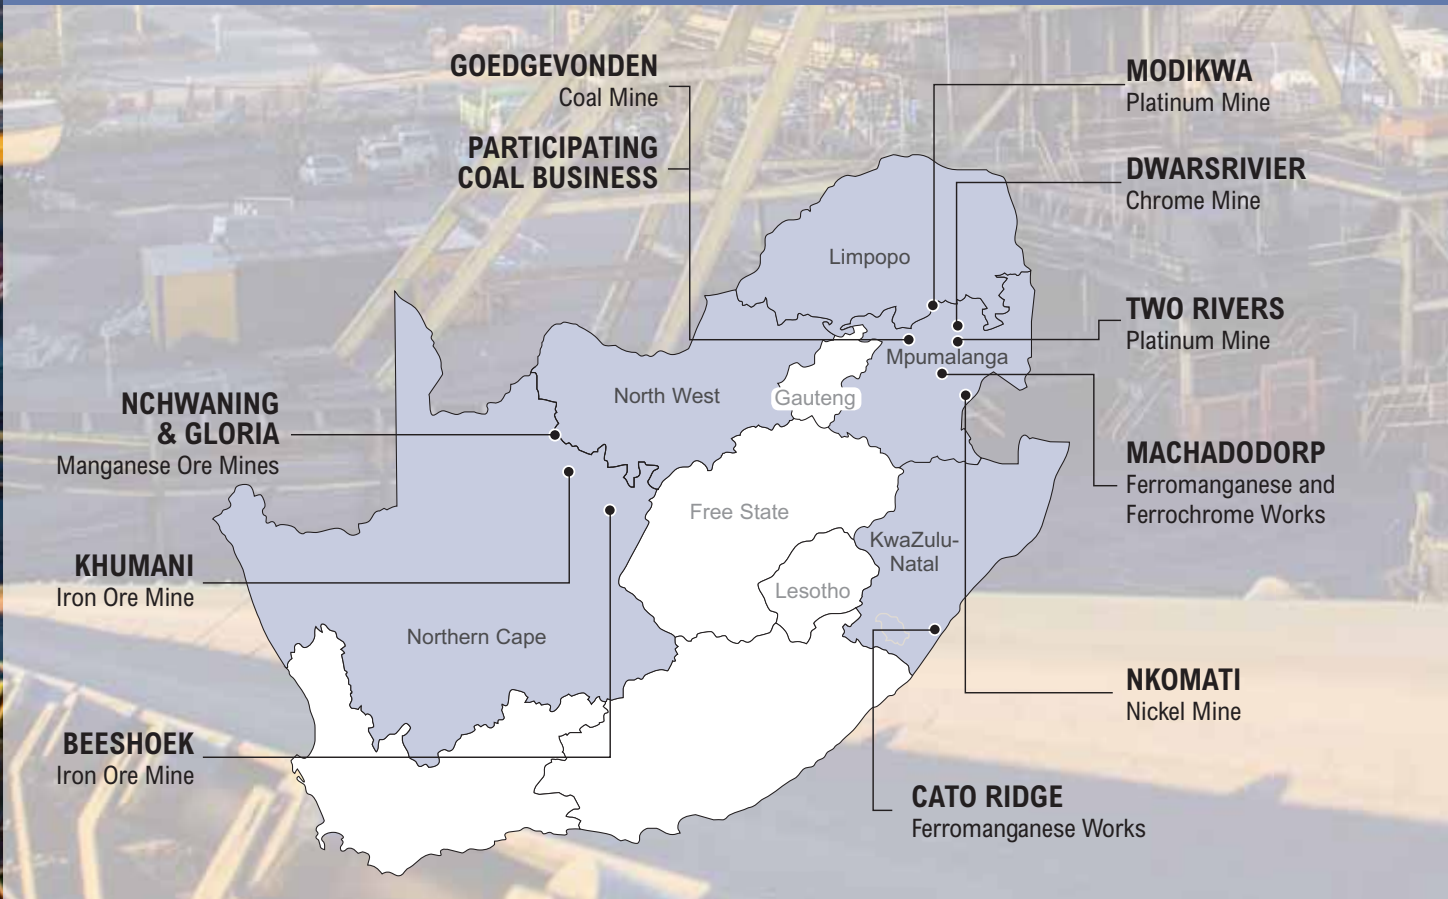 GOEDGEVONDEN
Coal Mine
PARTICIPATING
COAL BUSINESS
MODIKWA
Platinum Mine
DWARSRIVIER
Chrome Mine
TWO RIVERS
Platinum Mine
Limpopo
Mpumalanga
North West
Gauteng
NCHWANING
& GLORIA
Manganese Ore Mines
MACHADODORP
Ferromanganese and
Ferrochrome Works
Free State
KwaZulu-
Natal
Lesotho
KHUMANI
Iron Ore Mine
Northern Cape
NKOMATI
Nickel Mine
BEESHOEK
Iron Ore Mine
CATO RIDGE
Ferromanganese Works